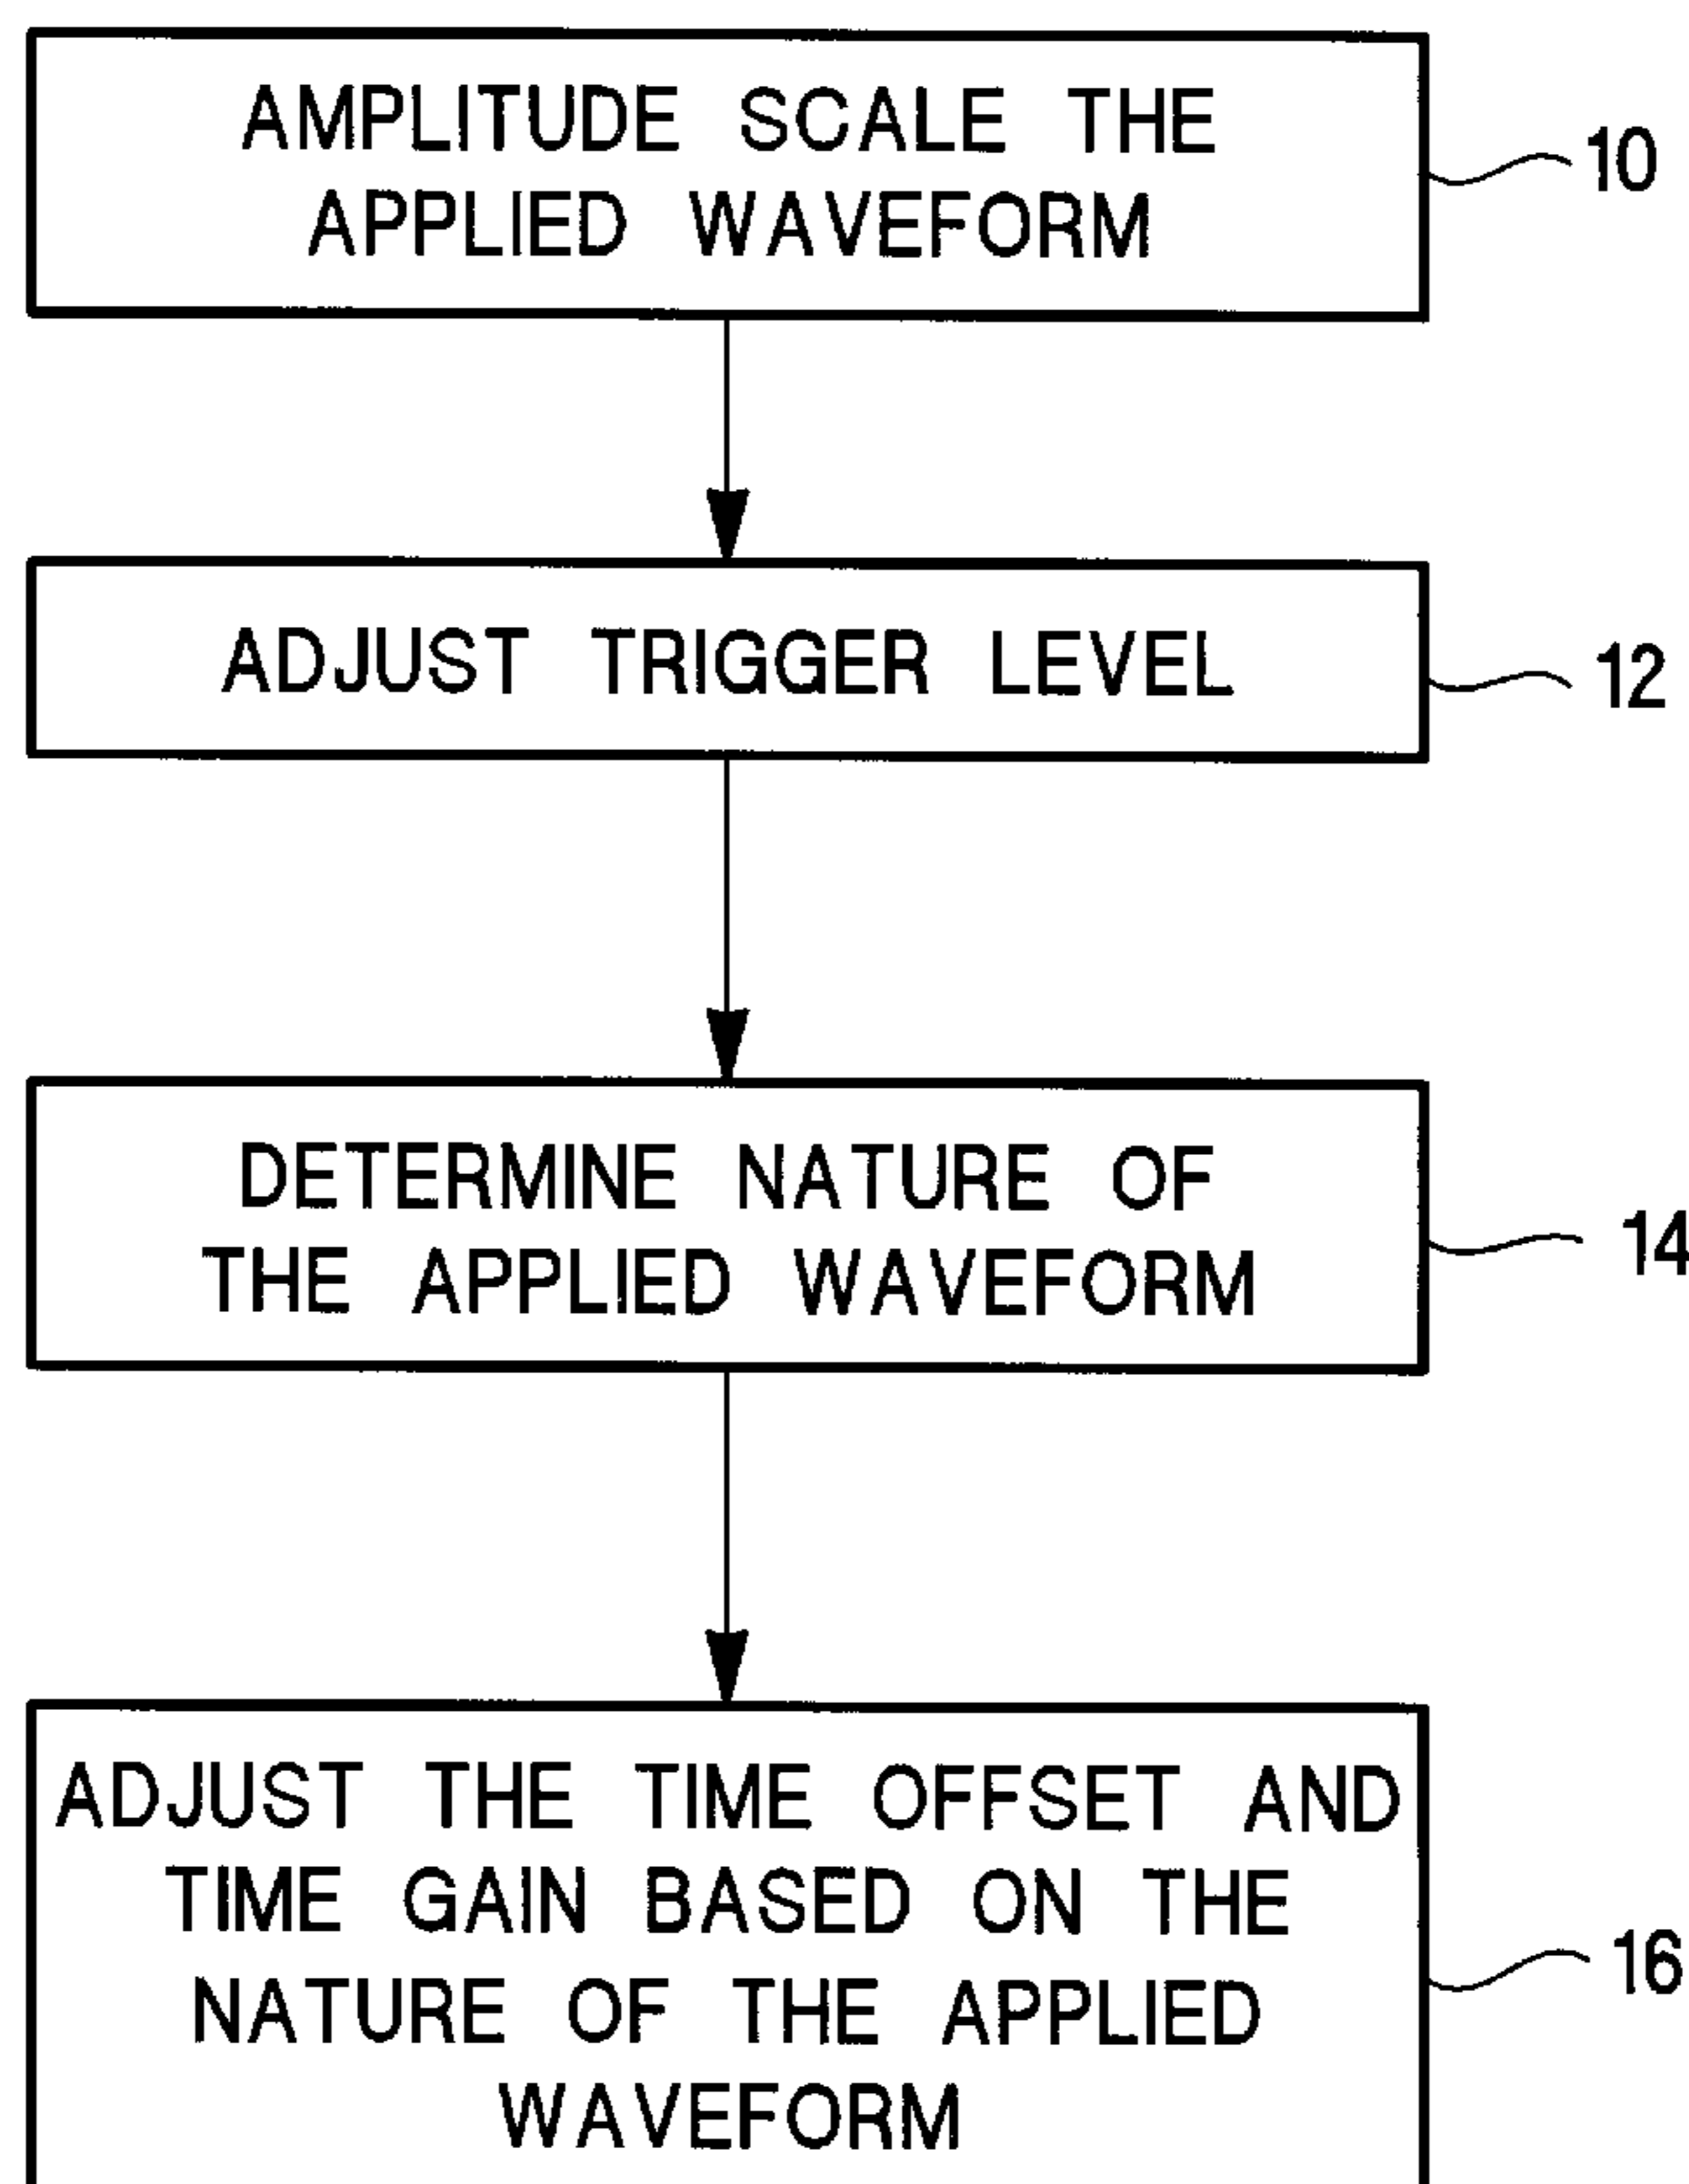 AMPLITUDE SCALE THE
APPLIED WAVEFORM
10
ADJUST TRIGGER LEVEL
12
DETERMINE NATURE OF
THE APPLIED WAVEFORM
14
ADJUST THE TIME OFFSET AND
TIME GAIN BASED ON THE
NATURE OF THE APPLIED
WAVEFORM
16